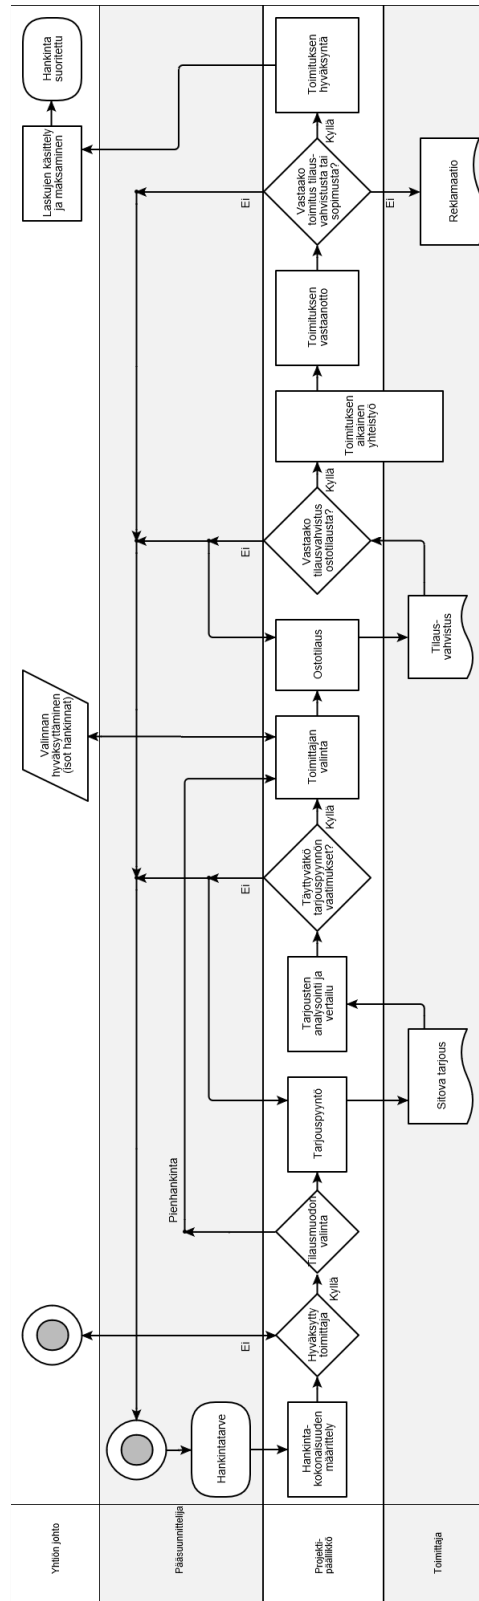 Yhtiön johto
Pääsuunnittelija
Projekti-
päälikkö
Toimittaja
Hankintatarve
Hankinta-
kokonaisuuden
määrittely
Hyväksytty
toimittaja
Ei
Kyllä
Tilausmuodon
valinta
Pienhankinta
Tarjouspyyntö
Sitova tarjous
Tarjousten
analysointi ja
vertailu
Täyttyvätkö
tarjouspyynnön
vaatimukset?
Ei
Kyllä
Toimittajan
valinta
Valinnan
hyväksyttäminen
(isot hankinnat)
Ostotilaus
Tilaus-
vahvistus
Vastaako
tilausvahvistus
ostotilausta?
Ei
Kyllä
Toimituksen
aikainen
yhteistyö
Toimituksen
vastaanotto
Vastaako
toimitus tilaus-
vahvistusta tai
sopimusta?
Ei
Ei
Kyllä
Reklamaatio
Toimituksen
hyväksyntä
Laskujen käsittely
ja maksaminen
Hankinta
suoritettu